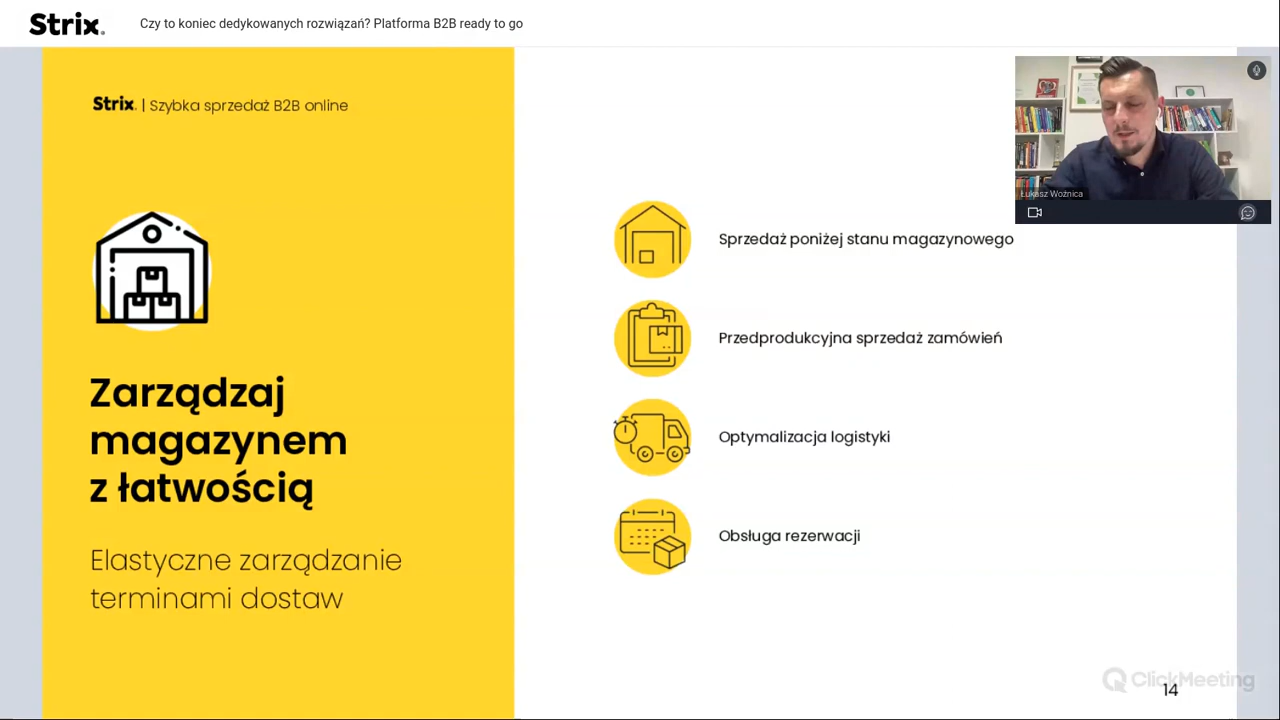 Strix.
Czy to koniec dedykowanych rozwiązań? Platforma B2B ready to go
Strix. | Szybka sprzedaż B2B online
Łukasz Woźnica
Zarządzaj
magazynem
z łatwością
Elastyczne zarządzanie
terminami dostaw
Sprzedaż poniżej stanu magazynowego
Przedprodukcyjna sprzedaż zamówień
Optymalizacja logistyki
Obsługa rezerwacji
ClickMeeting
14